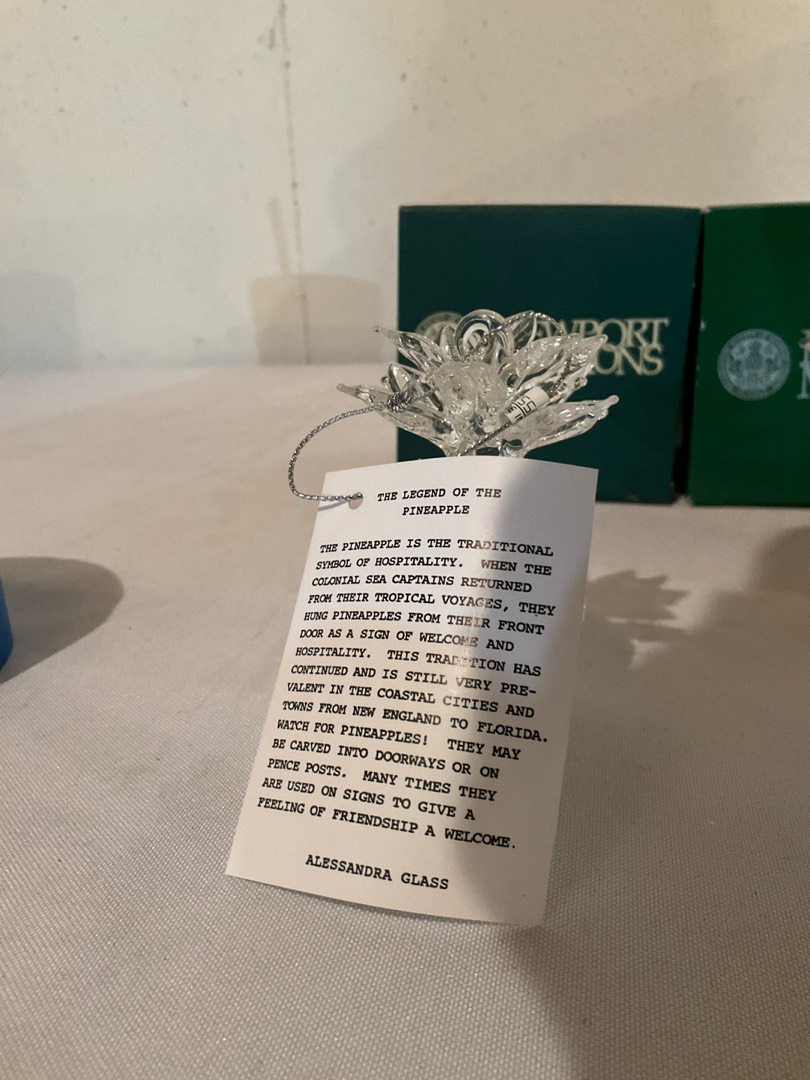 WPORT
IONS
THE LEGEND OF THE
PINEAPPLE
THE PINEAPPLE IS THE TRADITIONAL
SYMBOL OF HOSPITALITY. WHEN THE
COLONIAL SEA CAPTAINS RETURNED
FROM THEIR TROPICAL VOYAGES, THEY
HUNG PINEAPPLES FROM THEIR FRONT
DOOR AS A SIGN OF WELCOME AND
HOSPITALITY. THIS TRADITION HAS
CONTINUED AND IS STILL VERY PRE-
VALENT IN THE COASTAL CITIES AND
TOWNS FROM NEW ENGLAND TO FLORIDA.
WATCH FOR PINEAPPLES! THEY MAY
BE CARVED INTO DOORWAYS OR ON
PENCE POSTS. MANY TIMES THEY
ARE USED ON SIGNS TO GIVE A
FEELING OF FRIENDSHIP A WELCOME.
ALESSANDRA GLASS